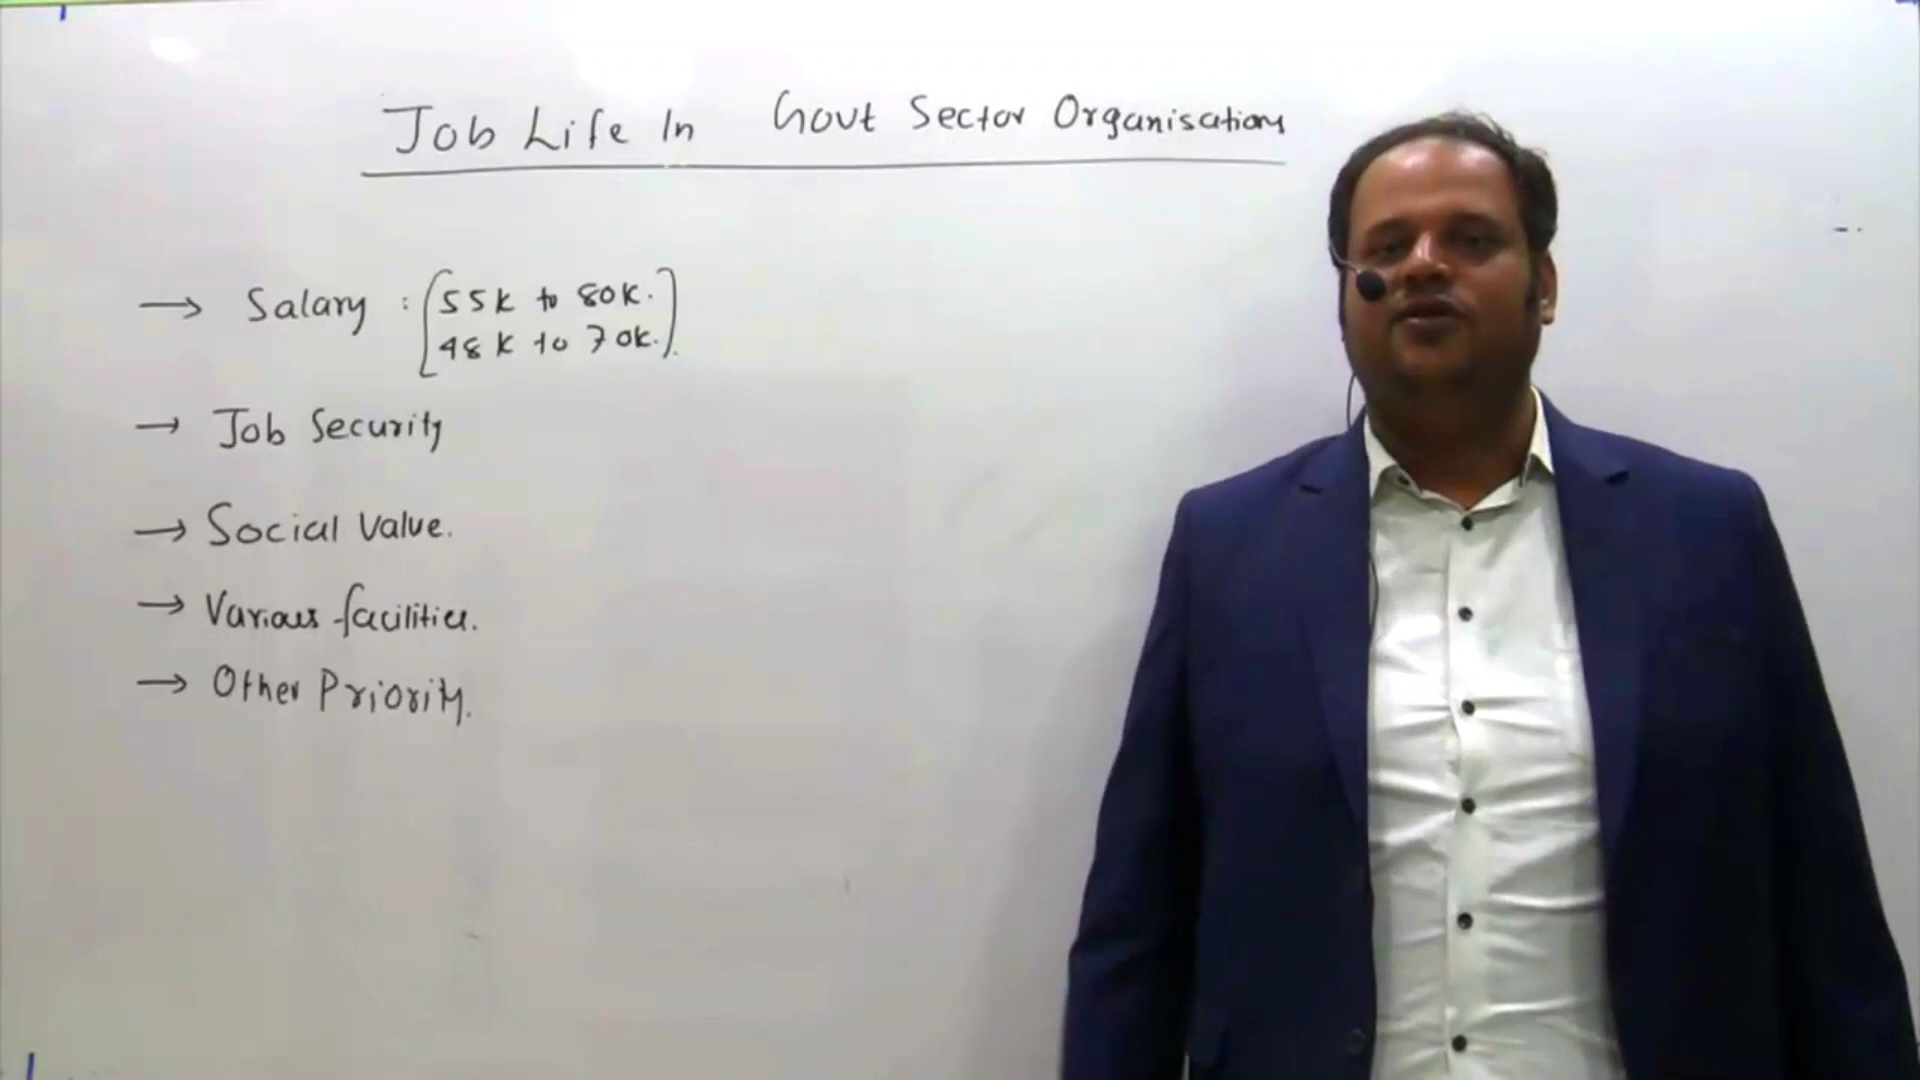 Job Life In Govt Sector Organisations
→ Salary : [55K to 80K.
48K to 70K.]
→ Job Security
→ Social Value.
→ Various facilities.
→ Other Priority.